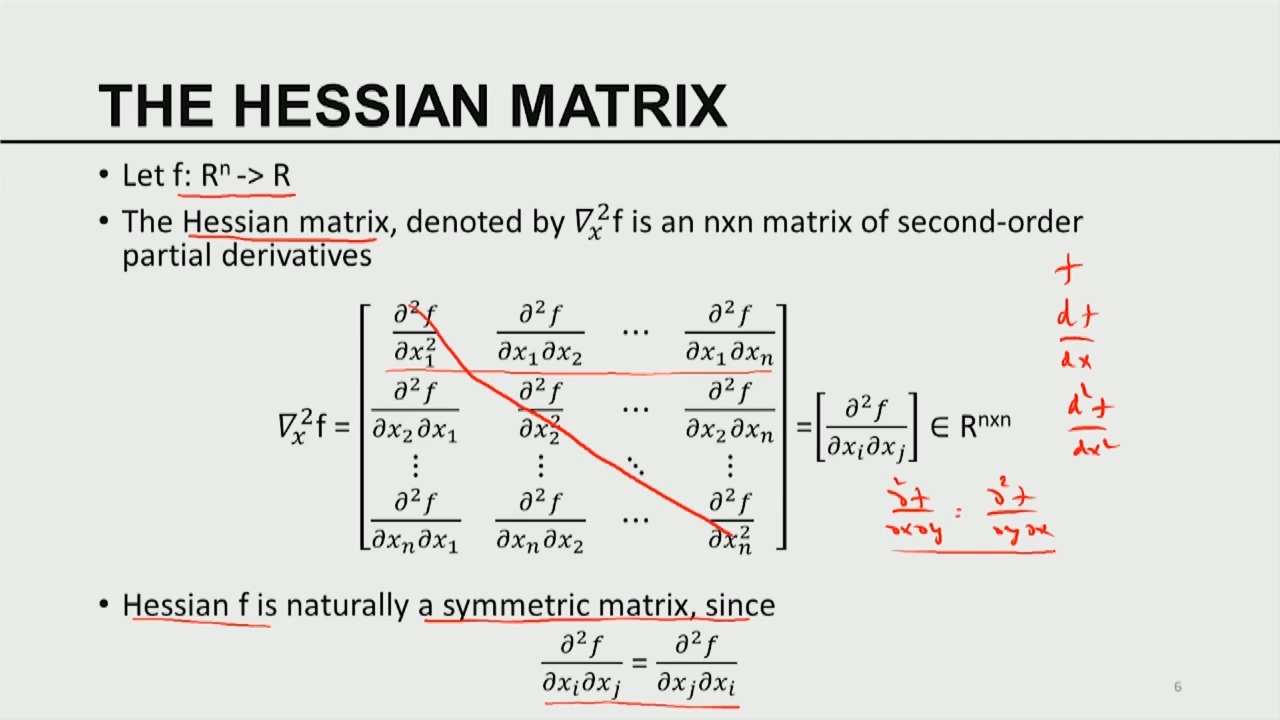 THE HESSIAN MATRIX
• Let f: Rⁿ -> R
• The Hessian matrix, denoted by ∇ₓ²f is an nxn matrix of second-order
partial derivatives
∇ₓ²f = [ ∂²f/∂x₁² ∂²f/∂x₁∂x₂ ⋯ ∂²f/∂x₁∂xₙ
∂²f/∂x₂∂x₁ ∂²f/∂x₂² ⋯ ∂²f/∂x₂∂xₙ
⋮ ⋮ ⋱ ⋮
∂²f/∂xₙ∂x₁ ∂²f/∂xₙ∂x₂ ⋯ ∂²f/∂xₙ² ] = [∂²f/∂xᵢ∂xⱼ] ∈ Rⁿˣⁿ
f
df/dx
d²f/dx²
∂²f/∂x∂y = ∂²f/∂y∂x
• Hessian f is naturally a symmetric matrix, since
∂²f/∂xᵢ∂xⱼ = ∂²f/∂xⱼ∂xᵢ
6